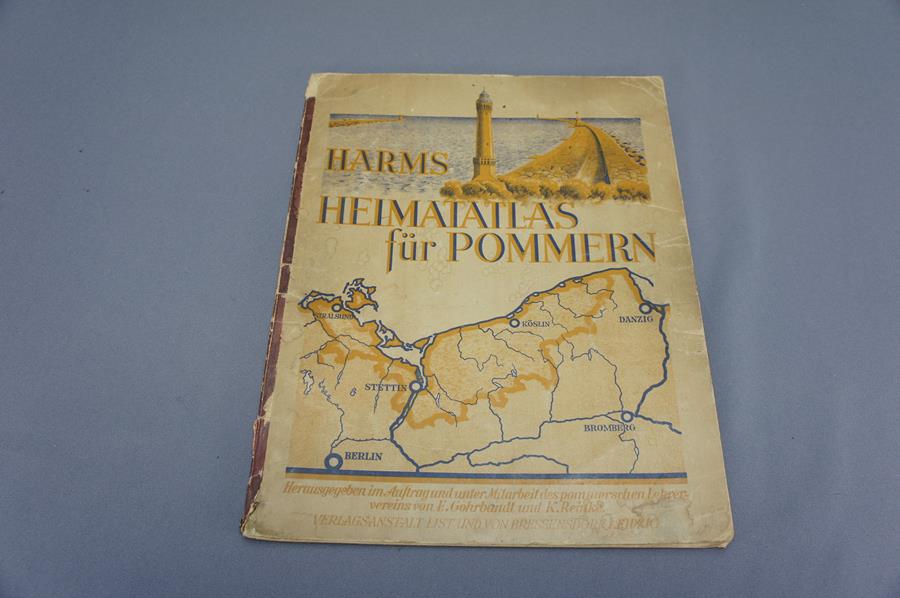 HARMS
HEIMATATLAS
für POMMERN
STRALSUND
KÖSLIN
DANZIG
STETTIN
BROMBERG
BERLIN
Herausgegeben im Auftrag und unter Mitarbeit des pommerschen Lehrer-
vereins von E. Gohrbandt und K.
VERLAGSANSTALT LIST UND VON BRESSENSDORF, LEIPZIG